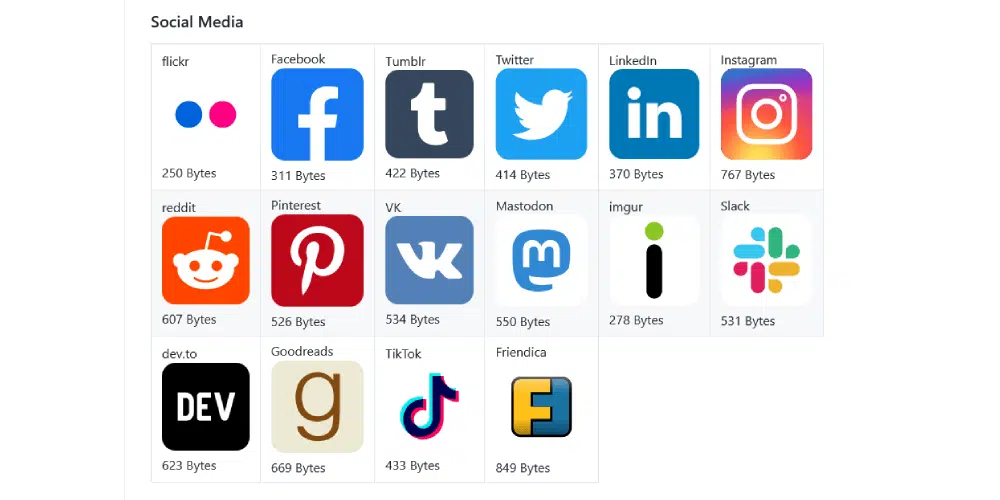 Social Media
flickr
Facebook
Tumblr
Twitter
LinkedIn
Instagram
f
t
in
250 Bytes
311 Bytes
422 Bytes
414 Bytes
370 Bytes
767 Bytes
reddit
Pinterest
VK
Mastodon
imgur
Slack
P
VK
m
i
607 Bytes
526 Bytes
534 Bytes
550 Bytes
278 Bytes
531 Bytes
dev.to
Goodreads
TikTok
Friendica
DEV
g
F
623 Bytes
669 Bytes
433 Bytes
849 Bytes